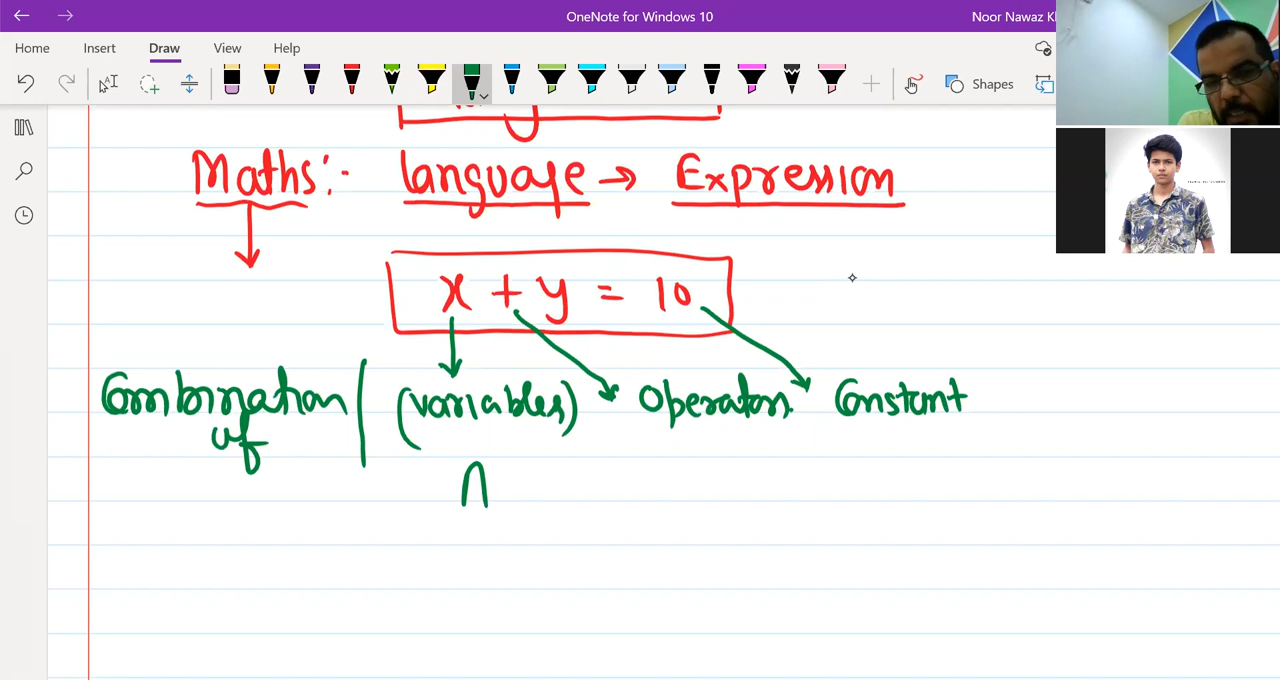 OneNote for Windows 10
Noor Nawaz Kh
Home Insert Draw View Help
Shapes
Maths:- language → Expression
x + y = 10
Combination of | (variables) Operators. Constant